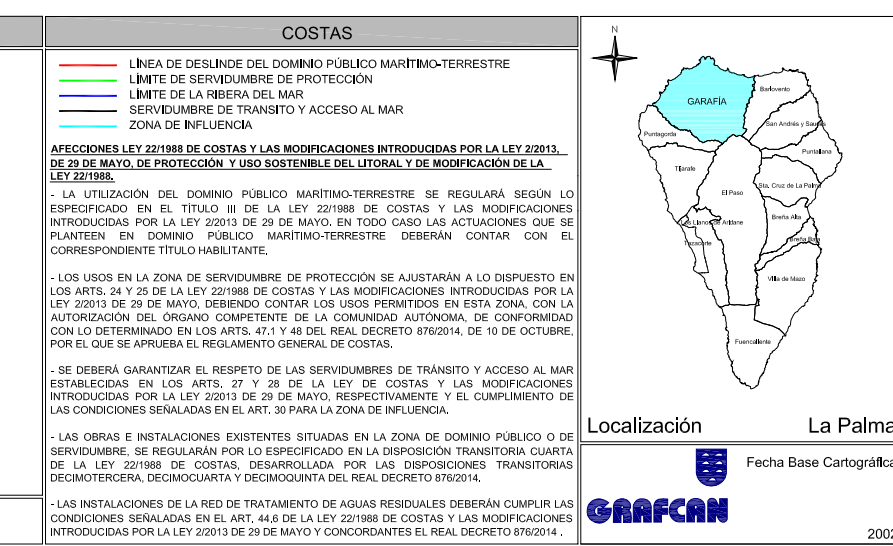 COSTAS
LÍNEA DE DESLINDE DEL DOMINIO PÚBLICO MARÍTIMO-TERRESTRE
LÍMITE DE SERVIDUMBRE DE PROTECCIÓN
LÍMITE DE LA RIBERA DEL MAR
SERVIDUMBRE DE TRANSITO Y ACCESO AL MAR
ZONA DE INFLUENCIA
AFECCIONES LEY 22/1988 DE COSTAS Y LAS MODIFICACIONES INTRODUCIDAS POR LA LEY 2/2013,
DE 29 DE MAYO, DE PROTECCIÓN Y USO SOSTENIBLE DEL LITORAL Y DE MODIFICACIÓN DE LA
LEY 22/1988.
- LA UTILIZACIÓN DEL DOMINIO PÚBLICO MARÍTIMO-TERRESTRE SE REGULARÁ SEGÚN LO
ESPECIFICADO EN EL TÍTULO III DE LA LEY 22/1988 DE COSTAS Y LAS MODIFICACIONES
INTRODUCIDAS POR LA LEY 2/2013 DE 29 DE MAYO. EN TODO CASO LAS ACTUACIONES QUE SE
PLANTEEN EN DOMINIO PÚBLICO MARÍTIMO-TERRESTRE DEBERÁN CONTAR CON EL
CORRESPONDIENTE TÍTULO HABILITANTE.
- LOS USOS EN LA ZONA DE SERVIDUMBRE DE PROTECCIÓN SE AJUSTARÁN A LO DISPUESTO EN
LOS ARTS. 24 Y 25 DE LA LEY 22/1988 DE COSTAS Y LAS MODIFICACIONES INTRODUCIDAS POR LA
LEY 2/2013 DE 29 DE MAYO, DEBIENDO CONTAR LOS USOS PERMITIDOS EN ESTA ZONA, CON LA
AUTORIZACIÓN DEL ÓRGANO COMPETENTE DE LA COMUNIDAD AUTÓNOMA, DE CONFORMIDAD
CON LO DETERMINADO EN LOS ARTS. 47.1 Y 48 DEL REAL DECRETO 876/2014, DE 10 DE OCTUBRE,
POR EL QUE SE APRUEBA EL REGLAMENTO GENERAL DE COSTAS.
- SE DEBERÁ GARANTIZAR EL RESPETO DE LAS SERVIDUMBRES DE TRÁNSITO Y ACCESO AL MAR
ESTABLECIDAS EN LOS ARTS. 27 Y 28 DE LA LEY DE COSTAS Y LAS MODIFICACIONES
INTRODUCIDAS POR LA LEY 2/2013 DE 29 DE MAYO, RESPECTIVAMENTE Y EL CUMPLIMIENTO DE
LAS CONDICIONES SEÑALADAS EN EL ART. 30 PARA LA ZONA DE INFLUENCIA.
- LAS OBRAS E INSTALACIONES EXISTENTES SITUADAS EN LA ZONA DE DOMINIO PÚBLICO O DE
SERVIDUMBRE, SE REGULARÁN POR LO ESPECIFICADO EN LA DISPOSICIÓN TRANSITORIA CUARTA
DE LA LEY 22/1988 DE COSTAS, DESARROLLADA POR LAS DISPOSICIONES TRANSITORIAS
DECIMOTERCERA, DECIMOCUARTA Y DECIMOQUINTA DEL REAL DECRETO 876/2014.
- LAS INSTALACIONES DE LA RED DE TRATAMIENTO DE AGUAS RESIDUALES DEBERÁN CUMPLIR LAS
CONDICIONES SEÑALADAS EN EL ART. 44.6 DE LA LEY 22/1988 DE COSTAS Y LAS MODIFICACIONES
INTRODUCIDAS POR LA LEY 2/2013 DE 29 DE MAYO Y CONCORDANTES EL REAL DECRETO 876/2014 .
N
Barlovento
GARAFÍA
San Andrés y Sauces
Puntagorda
Puntallana
Tijarafe
Sta. Cruz de La Palma
El Paso
Breña Alta
Los Llanos de Aridane
Breña Baja
Tazacorte
Villa de Mazo
Fuencaliente
Localización La Palma
Fecha Base Cartográfica
GRAFCAN
2002